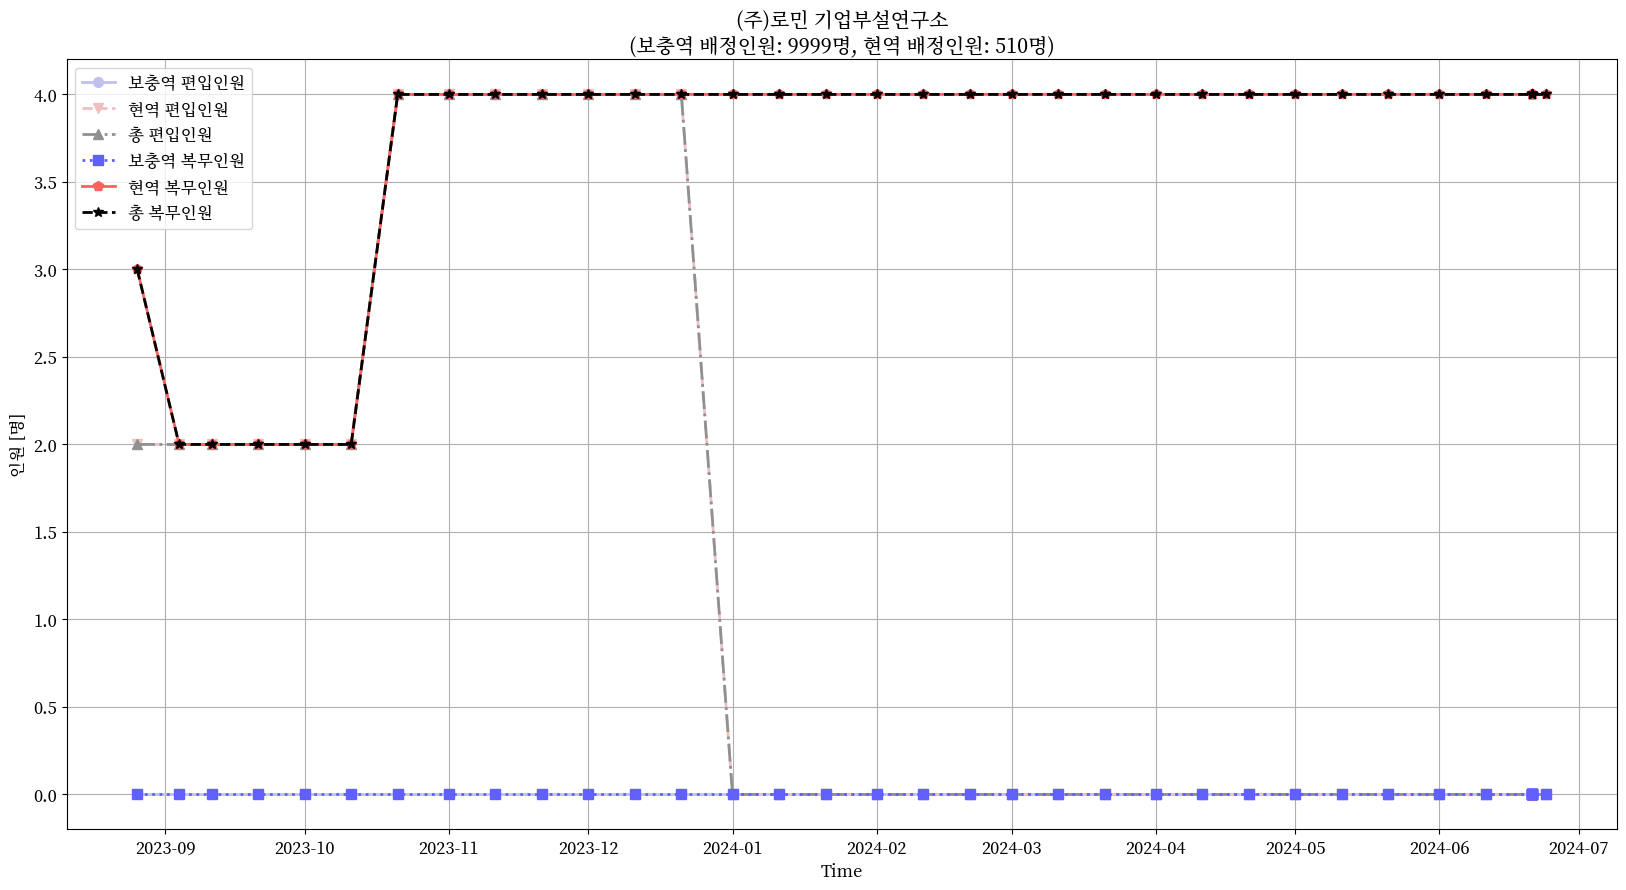 (주)로민 기업부설연구소
(보충역 배정인원: 9999명, 현역 배정인원: 510명)
보충역 편입인원
현역 편입인원
총 편입인원
보충역 복무인원
현역 복무인원
총 복무인원
4.0
3.5
3.0
2.5
2.0
1.5
1.0
0.5
0.0
인원 [명]
2023-09 2023-10 2023-11 2023-12 2024-01 2024-02 2024-03 2024-04 2024-05 2024-06 2024-07
Time